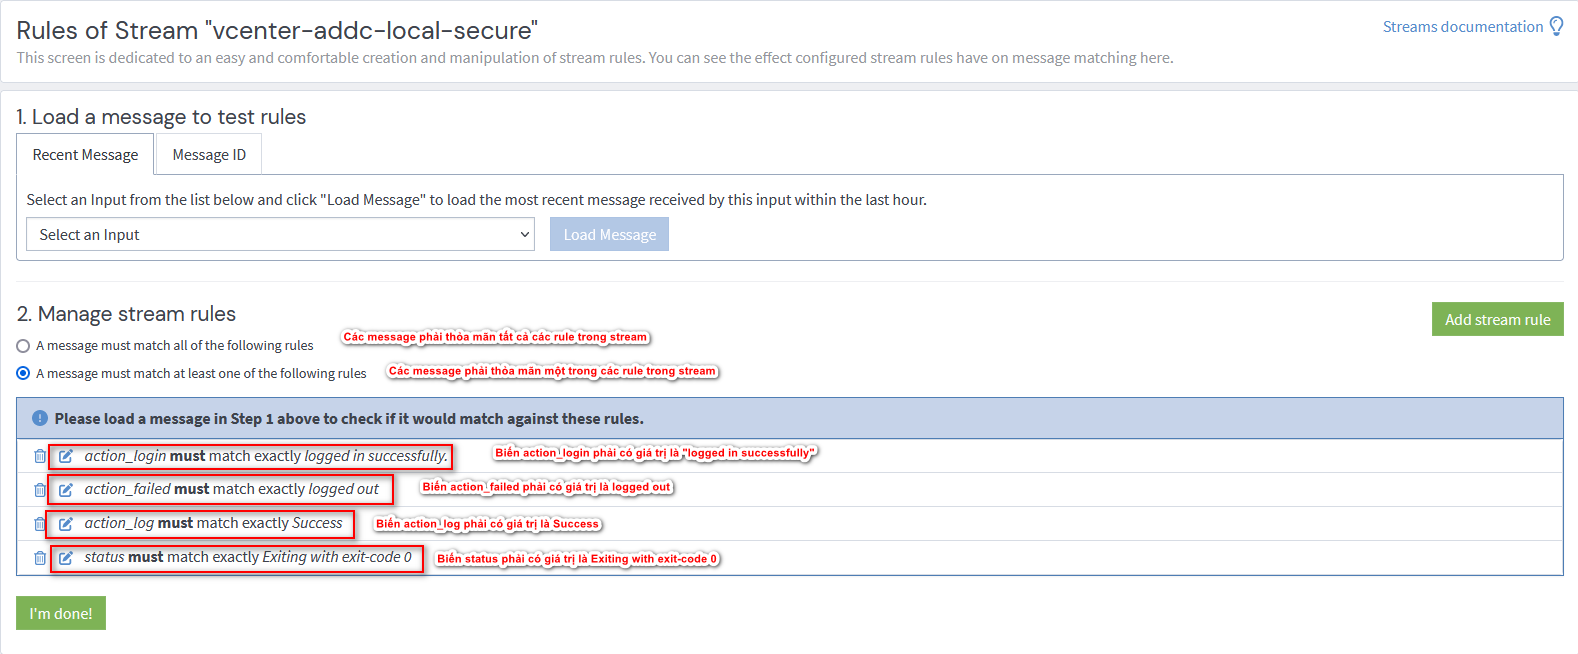 Rules of Stream "vcenter-addc-local-secure"
Streams documentation
This screen is dedicated to an easy and comfortable creation and manipulation of stream rules. You can see the effect configured stream rules have on message matching here.
1. Load a message to test rules
Recent Message
Message ID
Select an Input from the list below and click "Load Message" to load the most recent message received by this input within the last hour.
Select an Input
Load Message
2. Manage stream rules
Add stream rule
A message must match all of the following rules
Các message phải thỏa mãn tất cả các rule trong stream
A message must match at least one of the following rules
Các message phải thỏa mãn một trong các rule trong stream
Please load a message in Step 1 above to check if it would match against these rules.
action_login must match exactly logged in successfully.
Biến action_login phải có giá trị là "logged in successfully"
action_failed must match exactly logged out
Biến action_failed phải có giá trị là logged out
action_log must match exactly Success
Biến action_log phải có giá trị là Success
status must match exactly Exiting with exit-code 0
Biến status phải có giá trị là Exiting with exit-code 0
I'm done!